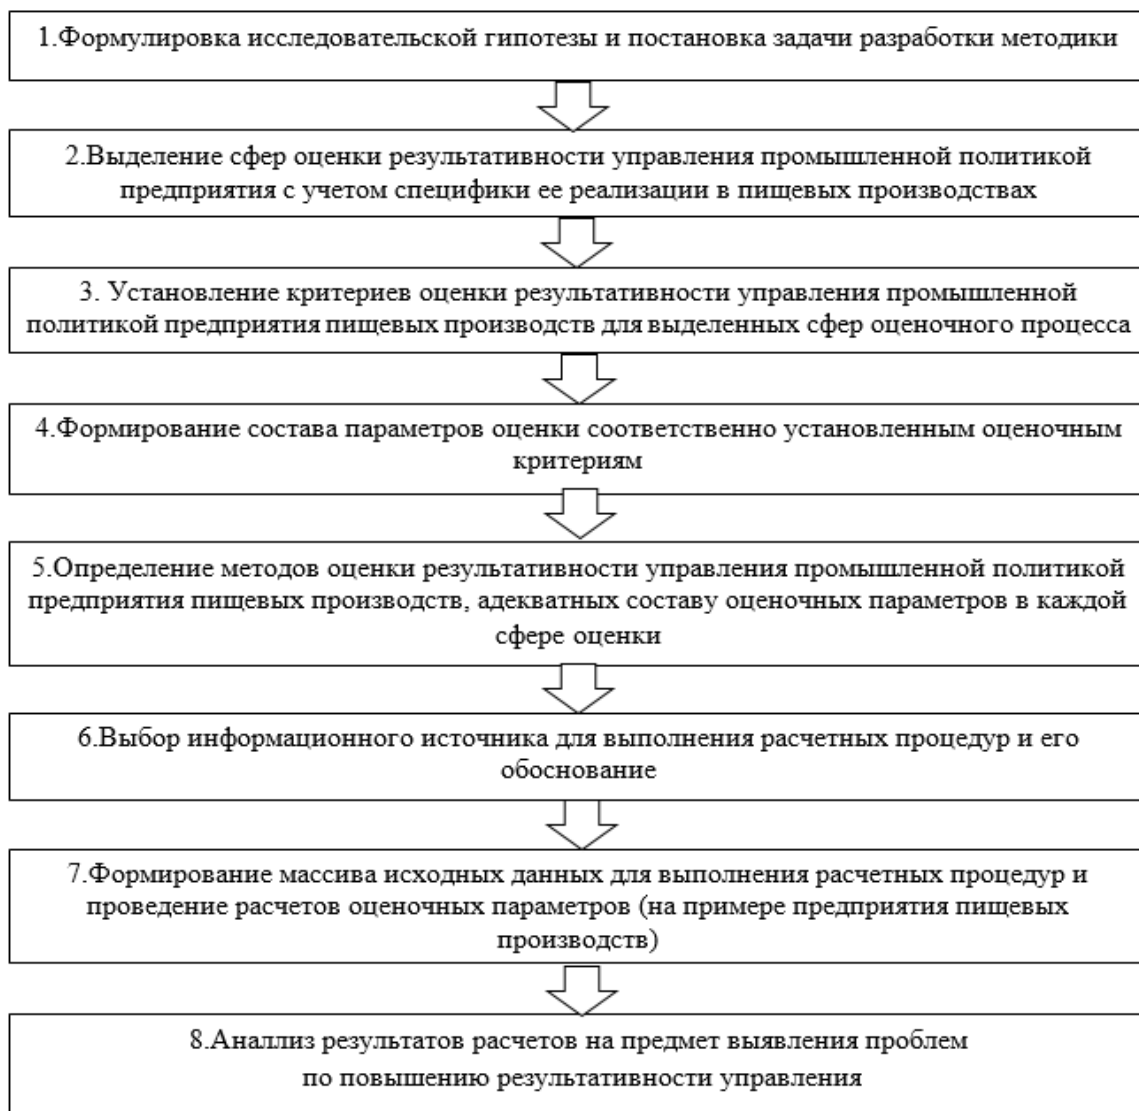 1.Формулировка исследовательской гипотезы и постановка задачи разработки методики
2.Выделение сфер оценки результативности управления промышленной политикой
предприятия с учетом специфики ее реализации в пищевых производствах
3. Установление критериев оценки результативности управления промышленной
политикой предприятия пищевых производств для выделенных сфер оценочного процесса
4.Формирование состава параметров оценки соответственно установленным оценочным
критериям
5.Определение методов оценки результативности управления промышленной политикой
предприятия пищевых производств, адекватных составу оценочных параметров в каждой
сфере оценки
6.Выбор информационного источника для выполнения расчетных процедур и его
обоснование
7.Формирование массива исходных данных для выполнения расчетных процедур и
проведение расчетов оценочных параметров (на примере предприятия пищевых
производств)
8.Аналлиз результатов расчетов на предмет выявления проблем
по повышению результативности управления